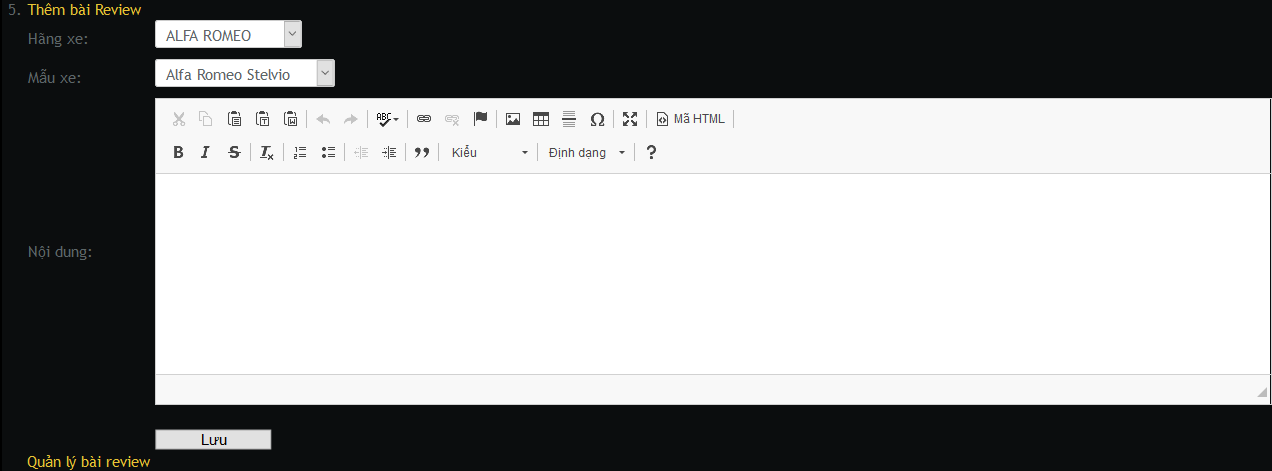 5. Thêm bài Review
Hãng xe: ALFA ROMEO
Mẫu xe: Alfa Romeo Stelvio
ABC Mã HTML
B I S Kiểu Định dạng ?
Nội dung:
Lưu
Quản lý bài review